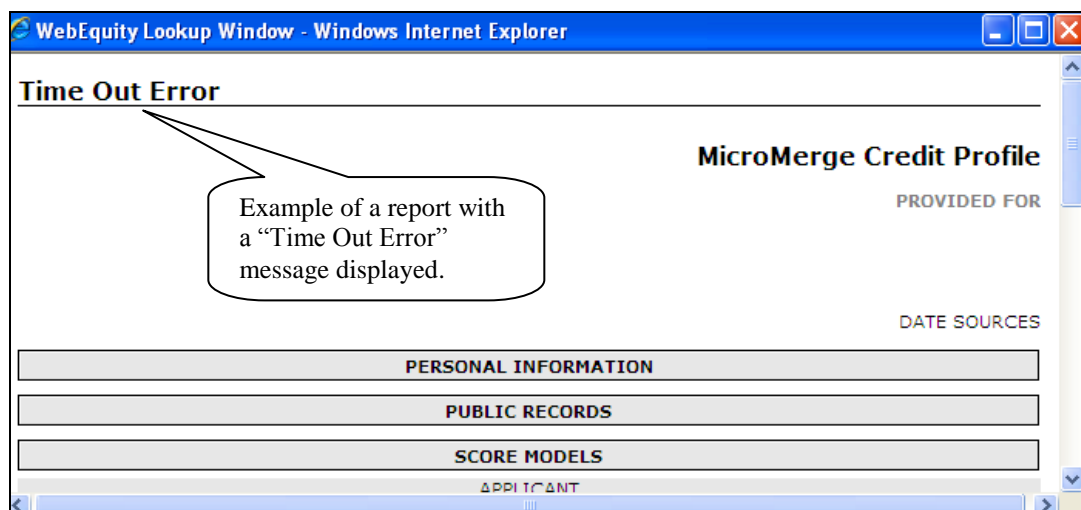 WebEquity Lookup Window - Windows Internet Explorer
Time Out Error
MicroMerge Credit Profile
Example of a report with
a “Time Out Error”
message displayed.
PROVIDED FOR
DATE SOURCES
PERSONAL INFORMATION
PUBLIC RECORDS
SCORE MODELS
APPLICANT